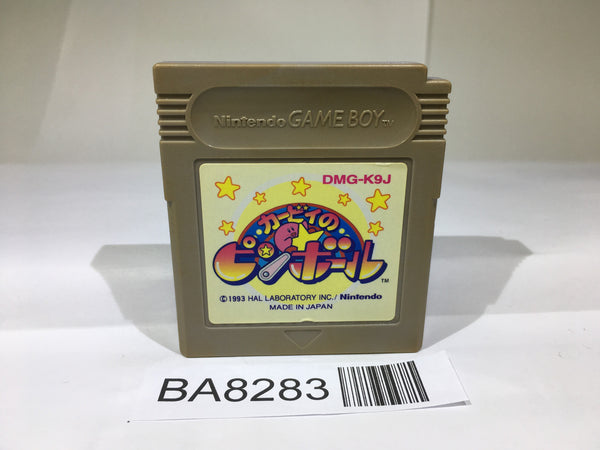 Nintendo GAME BOY TM
DMG-K9J
カービィの
ピンボール TM
©1993 HAL LABORATORY INC./ Nintendo
MADE IN JAPAN
BA8283